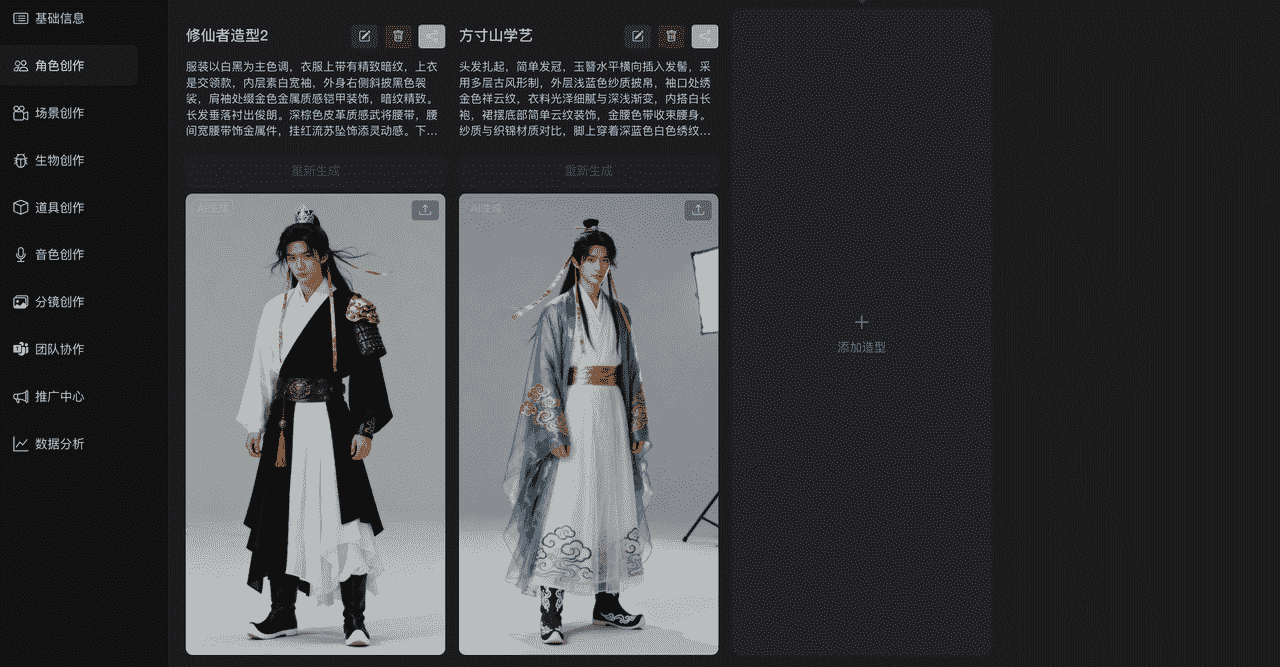 基础信息
角色创作
场景创作
生物创作
道具创作
音色创作
分镜创作
团队协作
推广中心
数据分析
修仙者造型2
服装以白黑为主色调，衣服上带有精致暗纹，上衣
是交领款，内层素白宽袖，外身右侧斜披黑色袈
裟，肩袖处缀金色金属质感铠甲装饰，暗纹精致。
长发垂落衬出俊朗。深棕色皮革质感武将腰带，腰
间宽腰带饰金属件，挂红流苏坠饰添灵动感。下...
重新生成
AI生成
方寸山学艺
头发扎起，简单发冠，玉簪水平横向插入发髻，采
用多层古风形制，外层浅蓝色纱质披帛，袖口处绣
金色祥云纹，衣料光泽细腻与深浅渐变，内搭白长
袍，裙摆底部简单云纹装饰，金腰色带收束腰身。
纱质与织锦材质对比，脚上穿着深蓝色白色绣纹...
重新生成
AI生成
添加造型